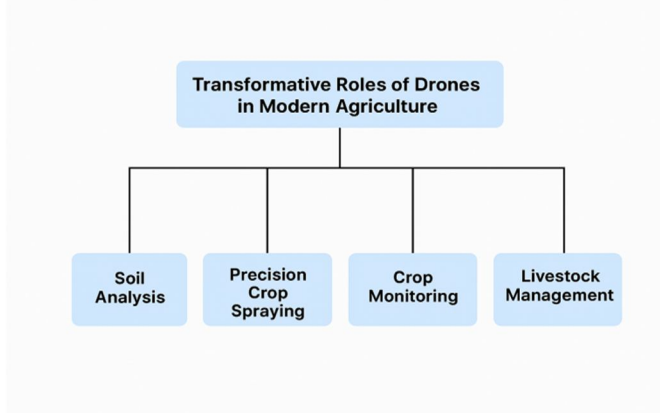 Transformative Roles of Drones
in Modern Agriculture
Soil
Analysis
Precision
Crop
Spraying
Crop
Monitoring
Livestock
Management